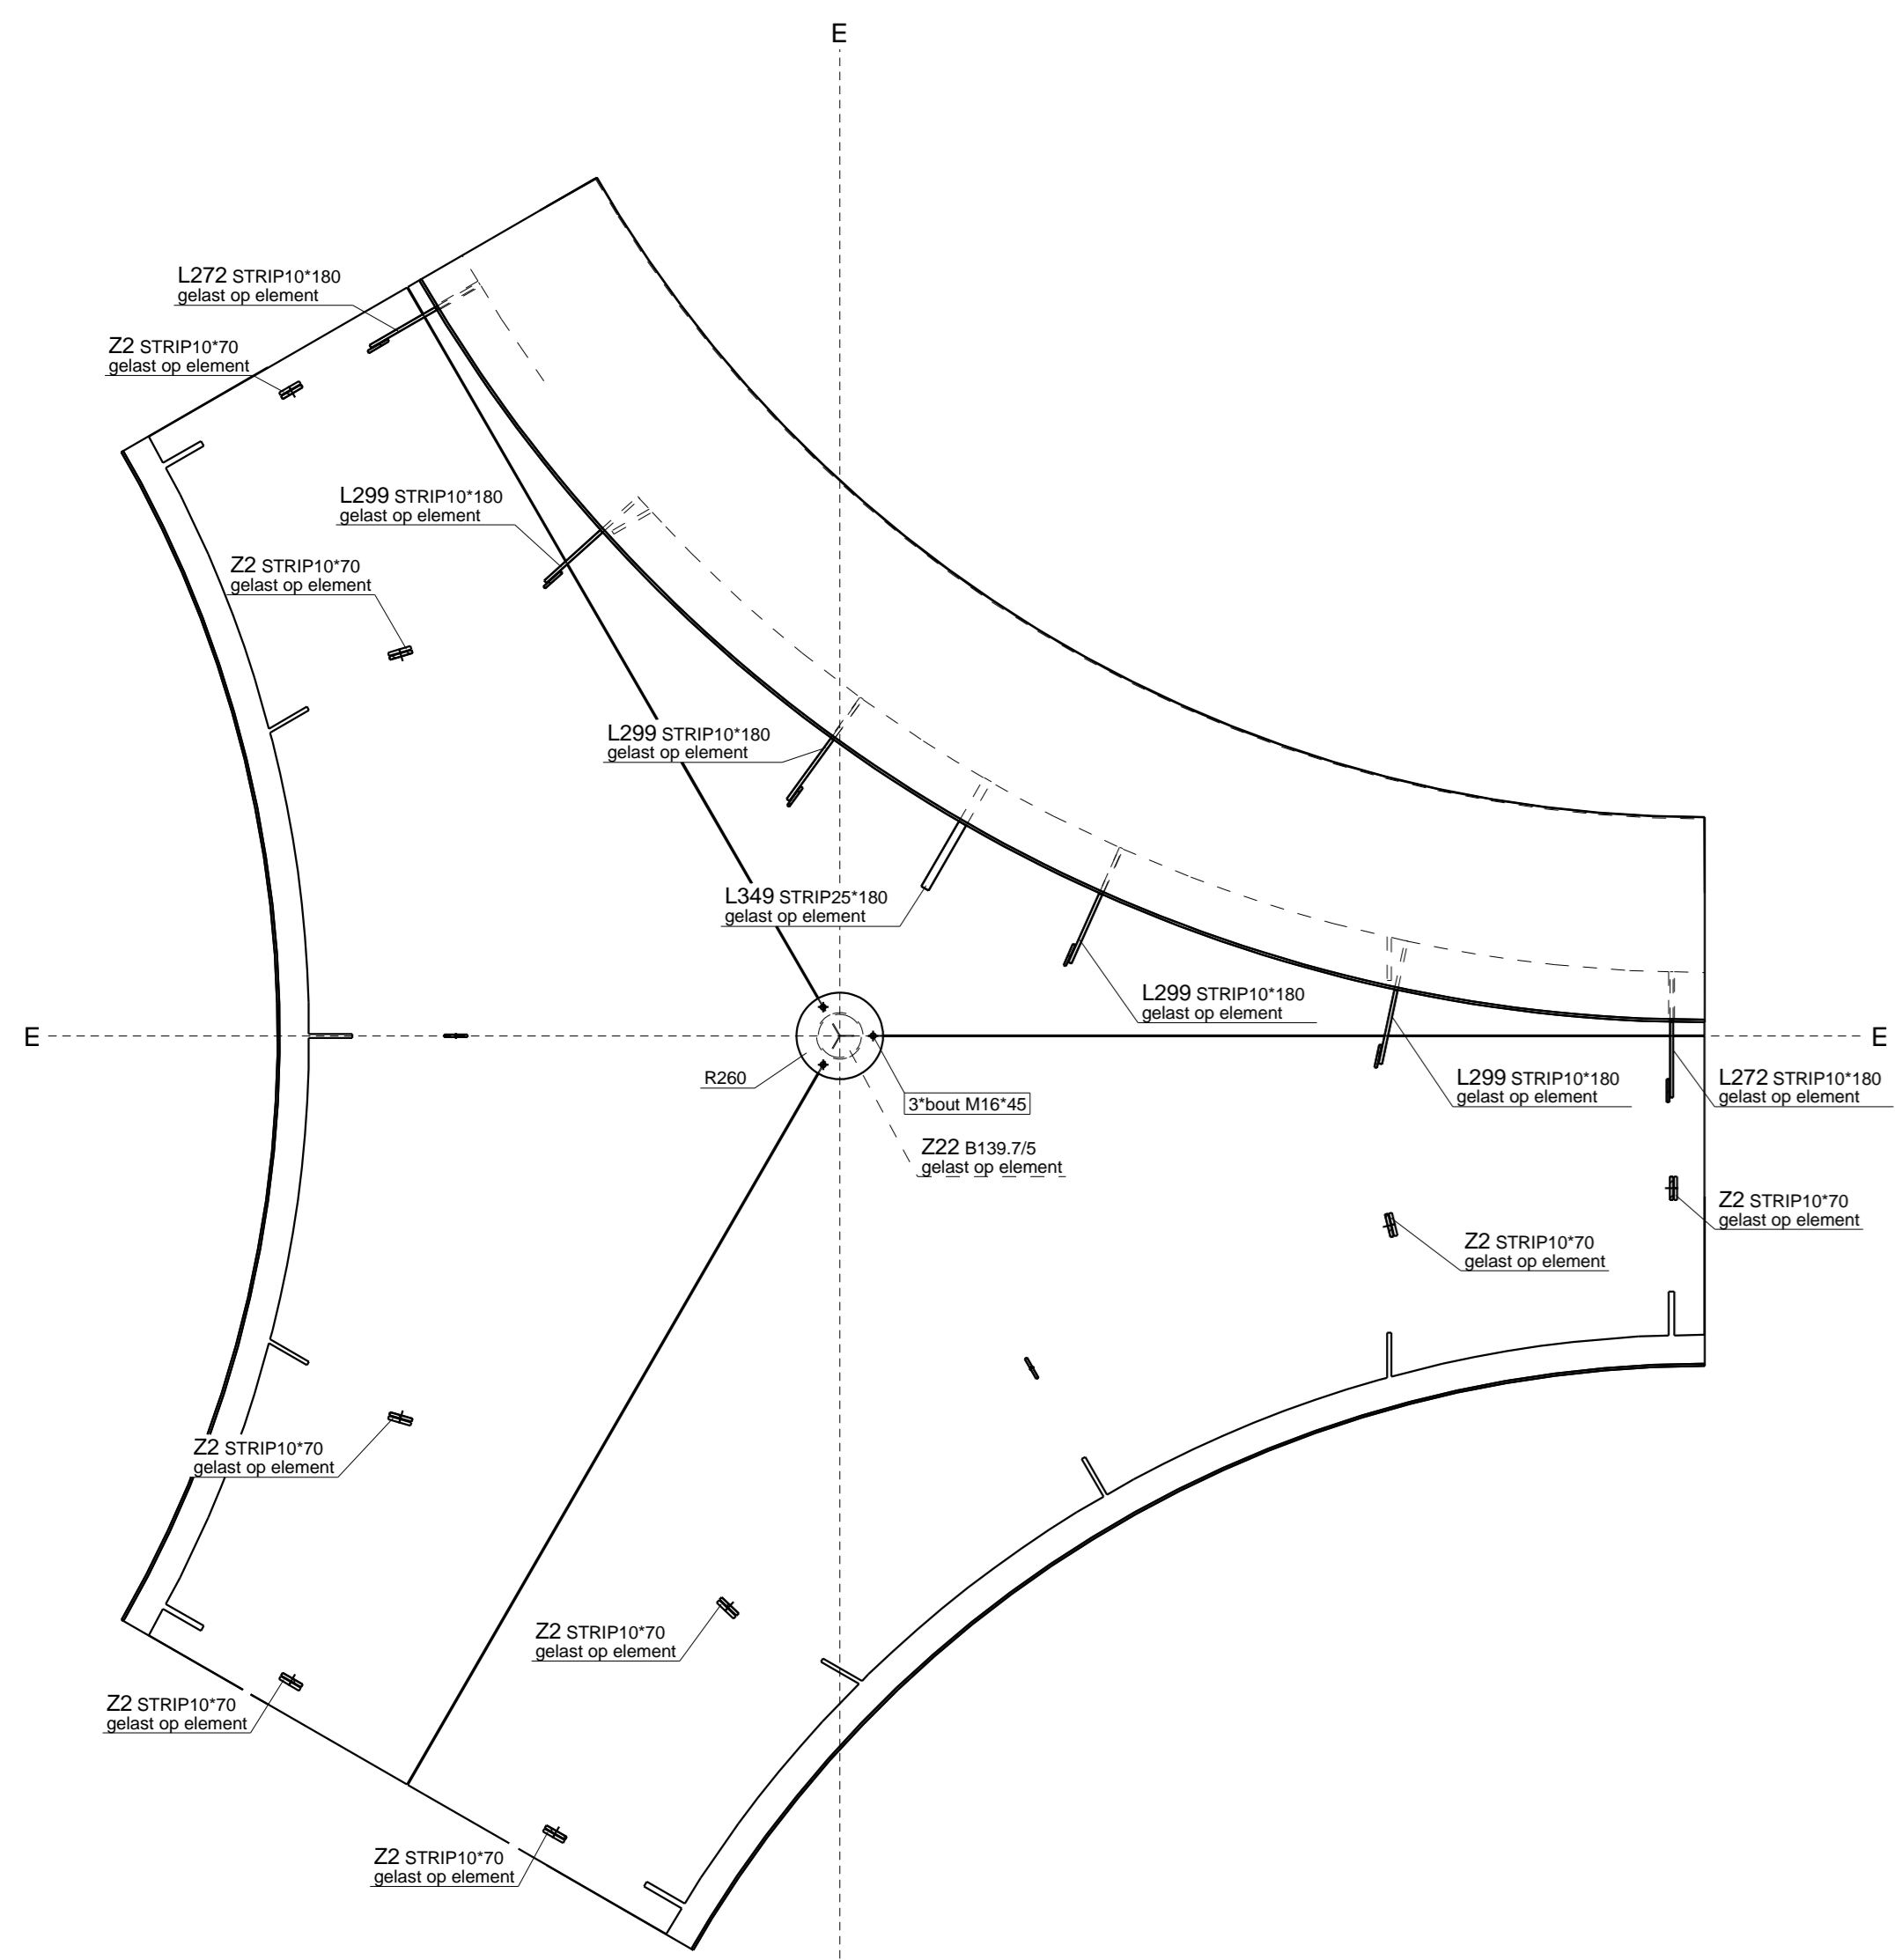 E
L272 STRIP10*180
gelast op element
Z2 STRIP10*70
gelast op element
L299 STRIP10*180
gelast op element
Z2 STRIP10*70
gelast op element
L299 STRIP10*180
gelast op element
L349 STRIP25*180
gelast op element
L299 STRIP10*180
gelast op element
E
E
R260
3*bout M16*45
L299 STRIP10*180
gelast op element
L272 STRIP10*180
gelast op element
Z22 B139.7/5
gelast op element
Z2 STRIP10*70
gelast op element
Z2 STRIP10*70
gelast op element
Z2 STRIP10*70
gelast op element
Z2 STRIP10*70
gelast op element
Z2 STRIP10*70
gelast op element
Z2 STRIP10*70
gelast op element